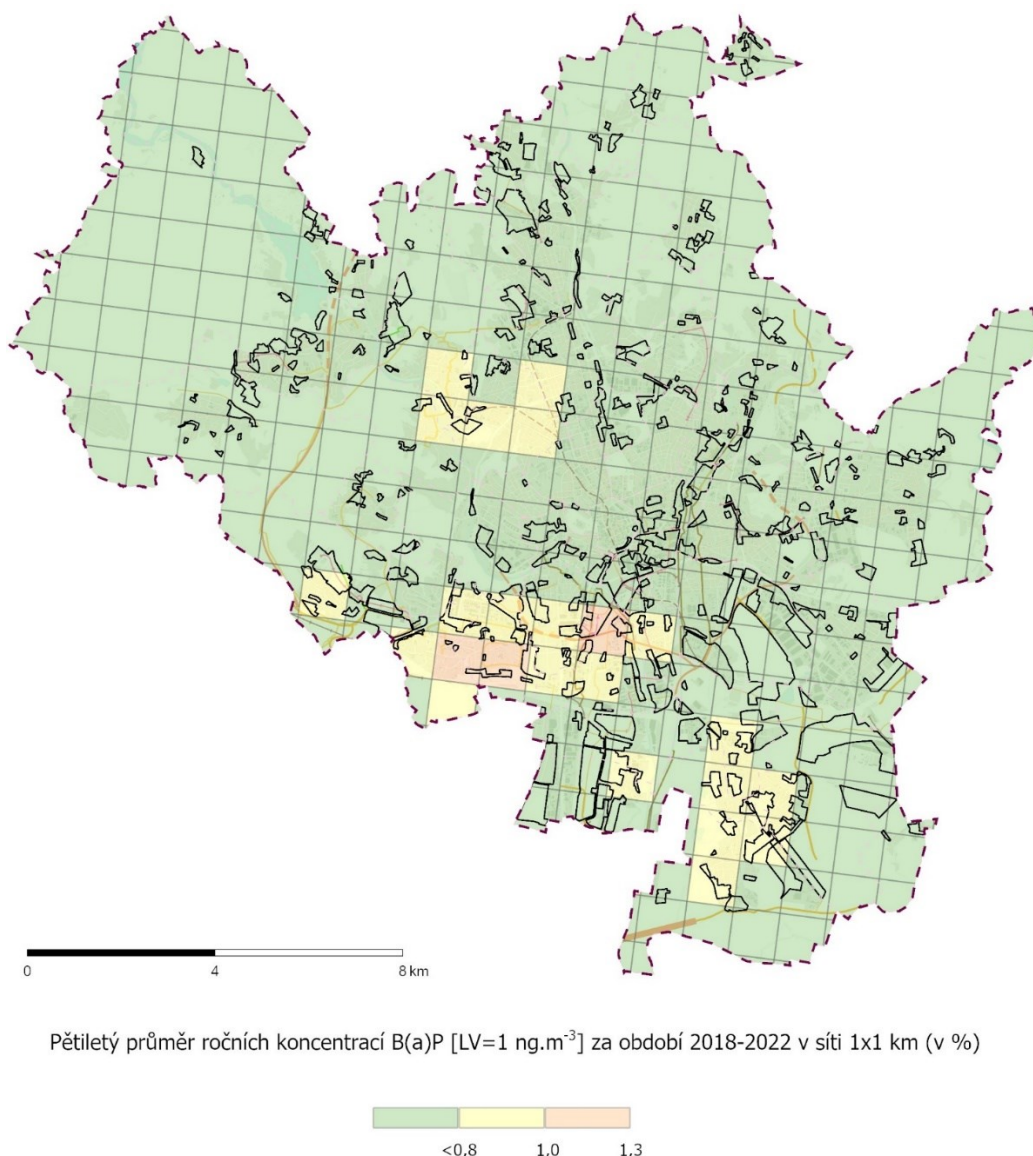 0 4 8 km
Pětiletý průměr ročních koncentrací B(a)P [LV=1 ng.m⁻³] za období 2018-2022 v síti 1x1 km (v %)
<0,8 1,0 1,3